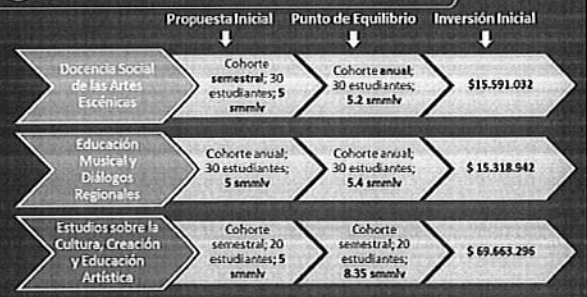 Propuesta Inicial Punto de Equilibrio Inversión Inicial
Docencia Social
de las Artes
Escénicas
Cohorte
semestral; 30
estudiantes; 5
smmlv
Cohorte anual;
30 estudiantes;
5.2 smmlv
$15.591.032
Educación
Musical y
Diálogos
Regionales
Cohorte anual;
30 estudiantes;
5 smmlv
Cohorte anual;
30 estudiantes;
5.4 smmlv
$ 15.318.942
Estudios sobre la
Cultura, Creación
y Educación
Artística
Cohorte
semestral; 20
estudiantes; 5
smmlv
Cohorte
semestral; 20
estudiantes;
8.35 smmlv
$ 69.663.296